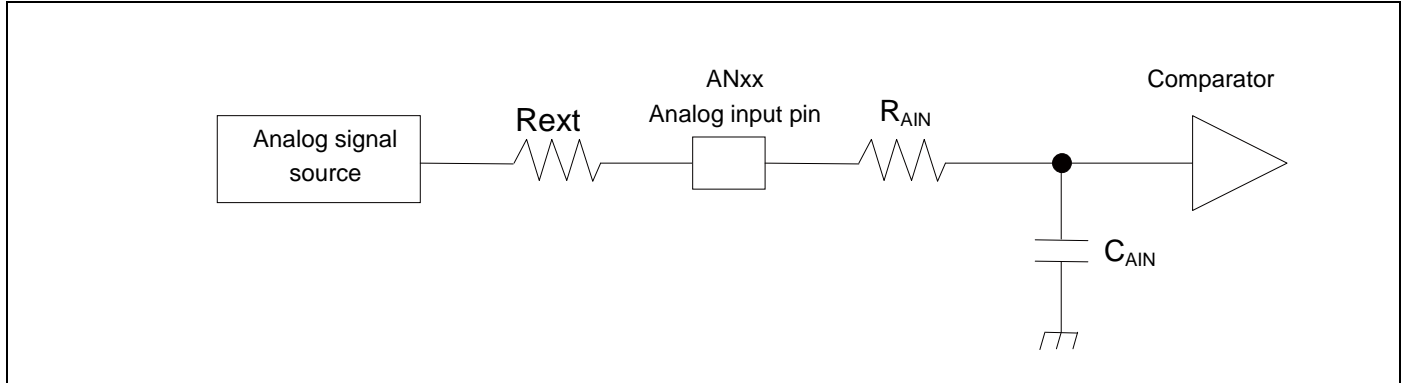 ANxx
Analog input pin
Comparator
Analog signal
source
Rext
RAIN
CAIN